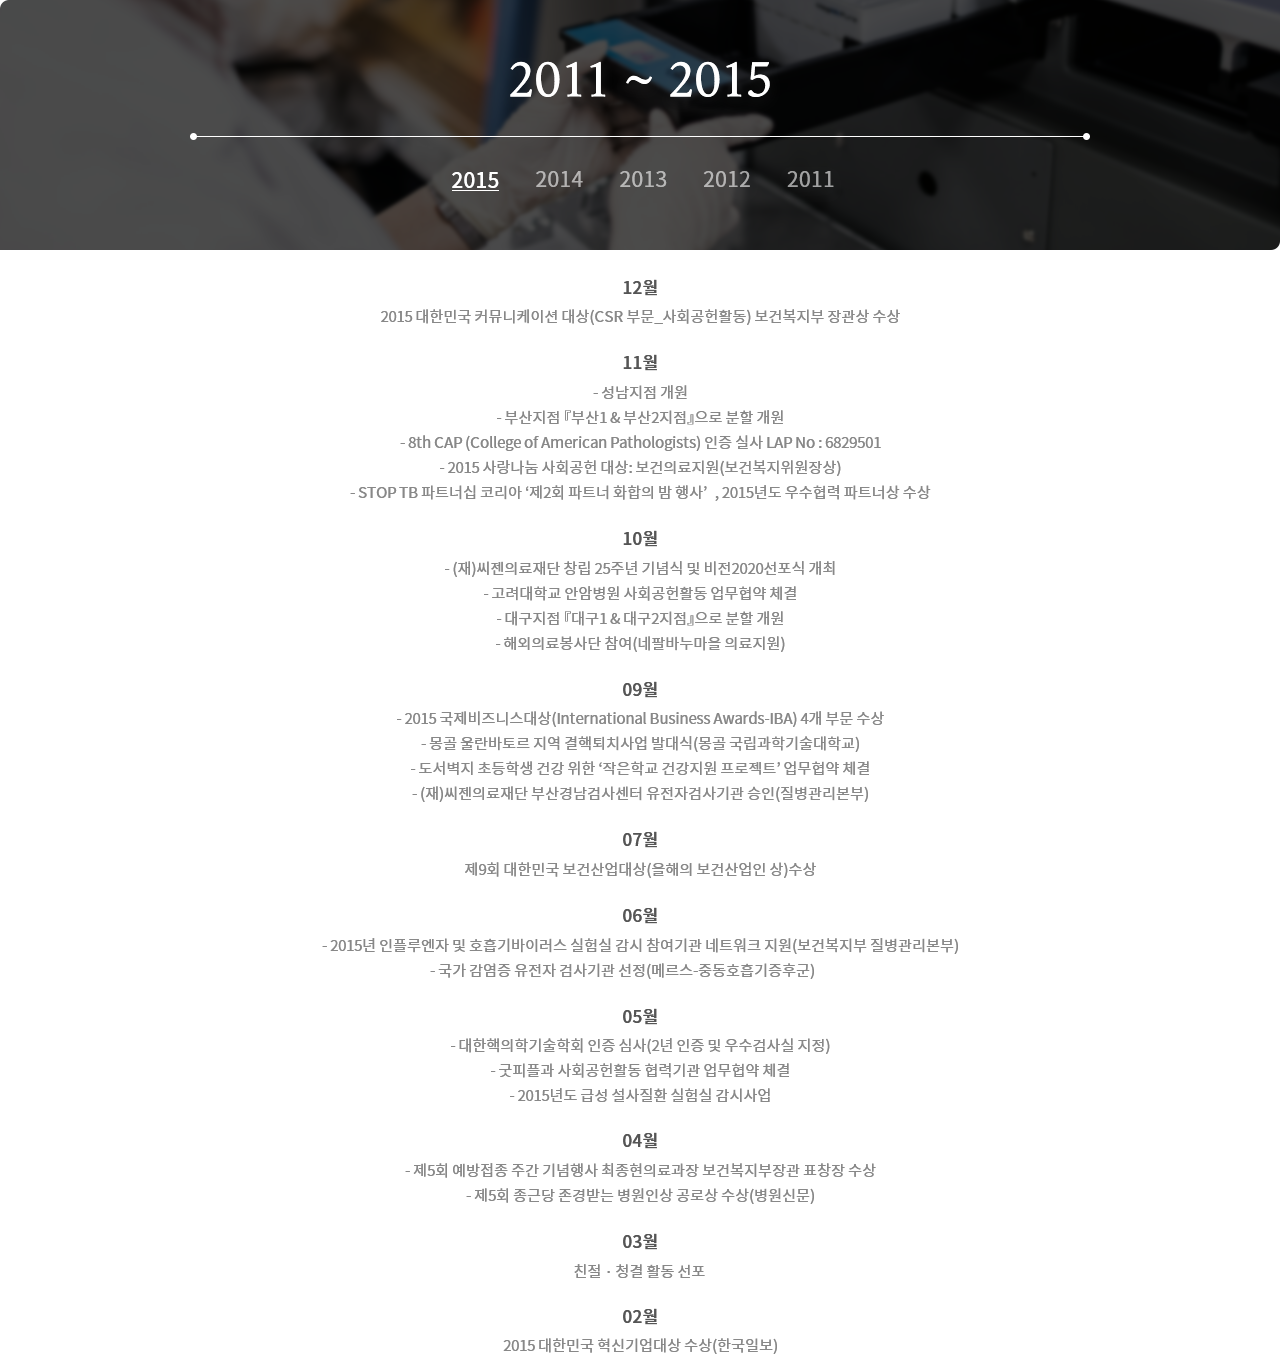 2011 ~ 2015
2015 2014 2013 2012 2011
12월
2015 대한민국 커뮤니케이션 대상(CSR 부문_사회공헌활동) 보건복지부 장관상 수상
11월
- 성남지점 개원
- 부산지점『부산1 & 부산2지점』으로 분할 개원
- 8th CAP (College of American Pathologists) 인증 실사 LAP No : 6829501
- 2015 사랑나눔 사회공헌 대상: 보건의료지원(보건복지위원장상)
- STOP TB 파트너십 코리아 ‘제2회 파트너 화합의 밤 행사’ , 2015년도 우수협력 파트너상 수상
10월
- (재)씨젠의료재단 창립 25주년 기념식 및 비전2020선포식 개최
- 고려대학교 안암병원 사회공헌활동 업무협약 체결
- 대구지점『대구1 & 대구2지점』으로 분할 개원
- 해외의료봉사단 참여(네팔바누마을 의료지원)
09월
- 2015 국제비즈니스대상(International Business Awards-IBA) 4개 부문 수상
- 몽골 울란바토르 지역 결핵퇴치사업 발대식(몽골 국립과학기술대학교)
- 도서벽지 초등학생 건강 위한 ‘작은학교 건강지원 프로젝트’ 업무협약 체결
- (재)씨젠의료재단 부산경남검사센터 유전자검사기관 승인(질병관리본부)
07월
제9회 대한민국 보건산업대상(올해의 보건산업인 상)수상
06월
- 2015년 인플루엔자 및 호흡기바이러스 실험실 감시 참여기관 네트워크 지원(보건복지부 질병관리본부)
- 국가 감염증 유전자 검사기관 선정(메르스-중동호흡기증후군)
05월
- 대한핵의학기술학회 인증 심사(2년 인증 및 우수검사실 지정)
- 굿피플과 사회공헌활동 협력기관 업무협약 체결
- 2015년도 급성 설사질환 실험실 감시사업
04월
- 제5회 예방접종 주간 기념행사 최종현의료과장 보건복지부장관 표창장 수상
- 제5회 종근당 존경받는 병원인상 공로상 수상(병원신문)
03월
친절 · 청결 활동 선포
02월
2015 대한민국 혁신기업대상 수상(한국일보)